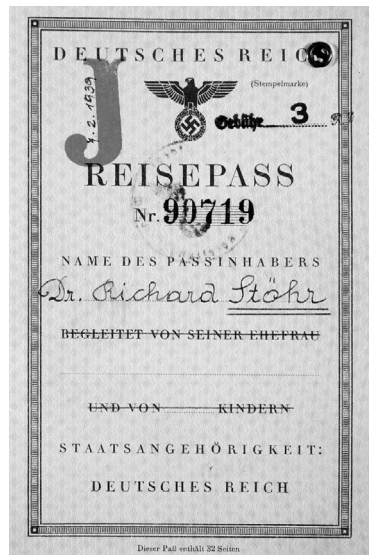 DEUTSCHES REICH
J
4.2.1939
(Stempelmarke)
Gebühr 3
REISEPASS
Nr. 90719
NAME DES PASSINHABERS
Dr. Richard Stöhr
BEGLEITET VON SEINER EHEFRAU
UND VON KINDERN
STAATSANGEHÖRIGKEIT:
DEUTSCHES REICH
Dieser Paß enthält 32 Seiten